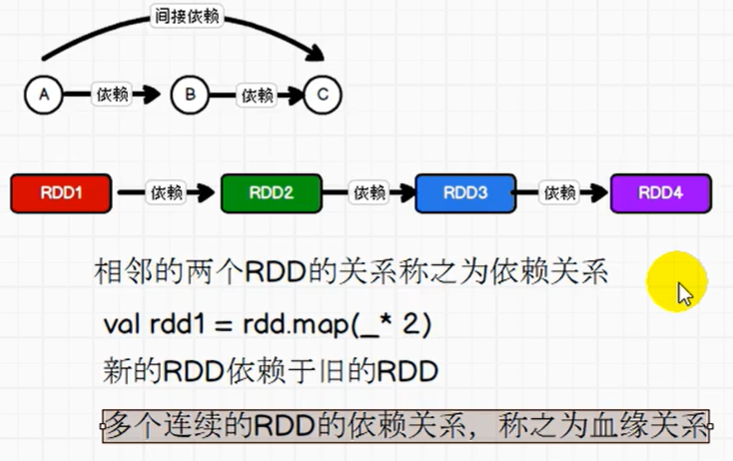 间接依赖
A 依赖 B 依赖 C
RDD1 依赖 RDD2 依赖 RDD3 依赖 RDD4
相邻的两个RDD的关系称之为依赖关系
val rdd1 = rdd.map(_* 2)
新的RDD依赖于旧的RDD
多个连续的RDD的依赖关系，称之为血缘关系